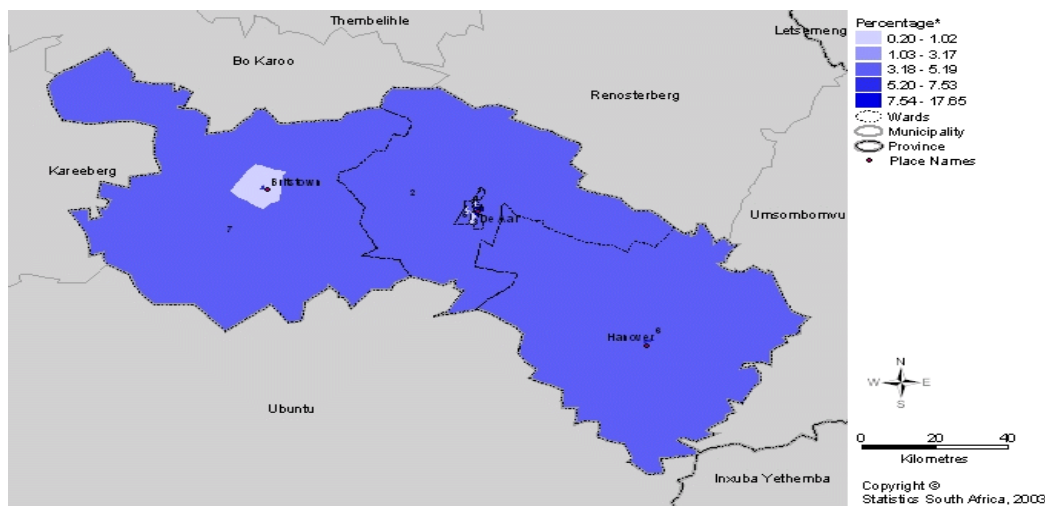 Thembelihle
Letsemeng
Bo Karoo
Renosterberg
Kareeberg
Britstown
2
De Aar
Umsombomvu
7
Hanover
6
Ubuntu
Inxuba Yethemba
Percentage*
0.20 - 1.02
1.03 - 3.17
3.18 - 5.19
5.20 - 7.53
7.54 - 17.65
Wards
Municipality
Province
Place Names
N
W E
S
0 20 40
Kilometres
Copyright ©
Statistics South Africa, 2003